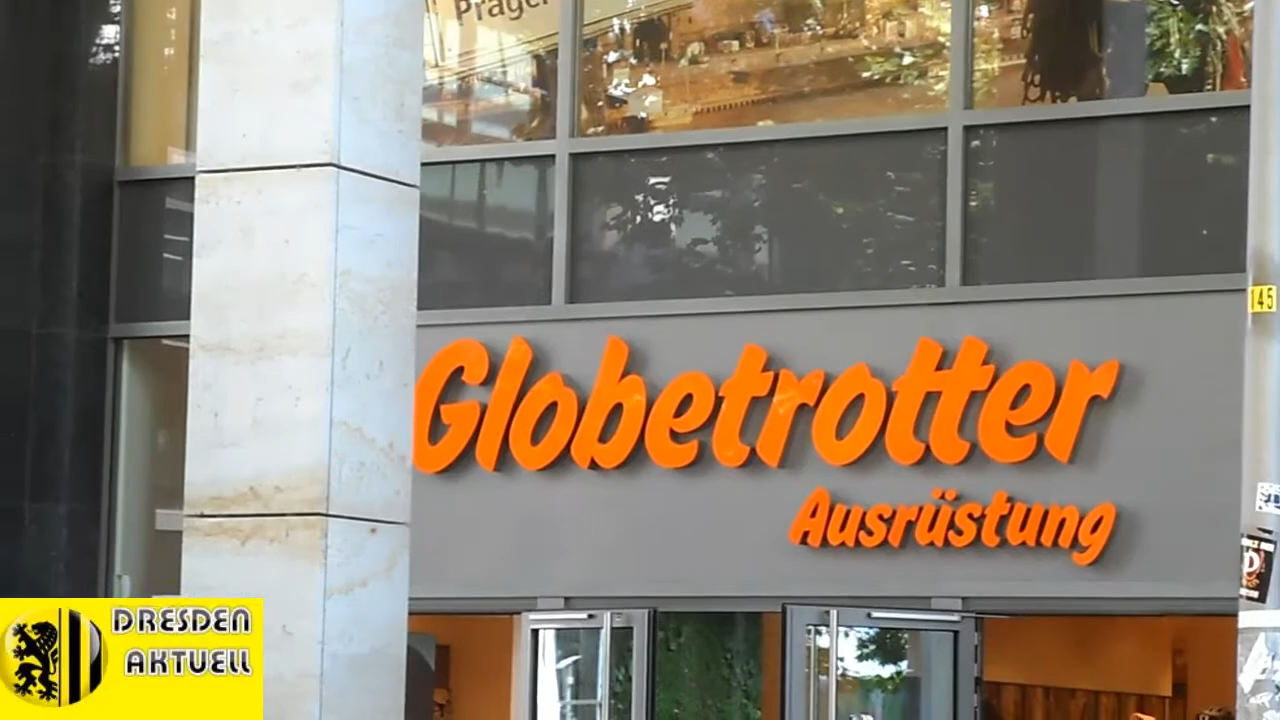 Prager
145
Globetrotter
Ausrüstung
DRESDEN
AKTUELL